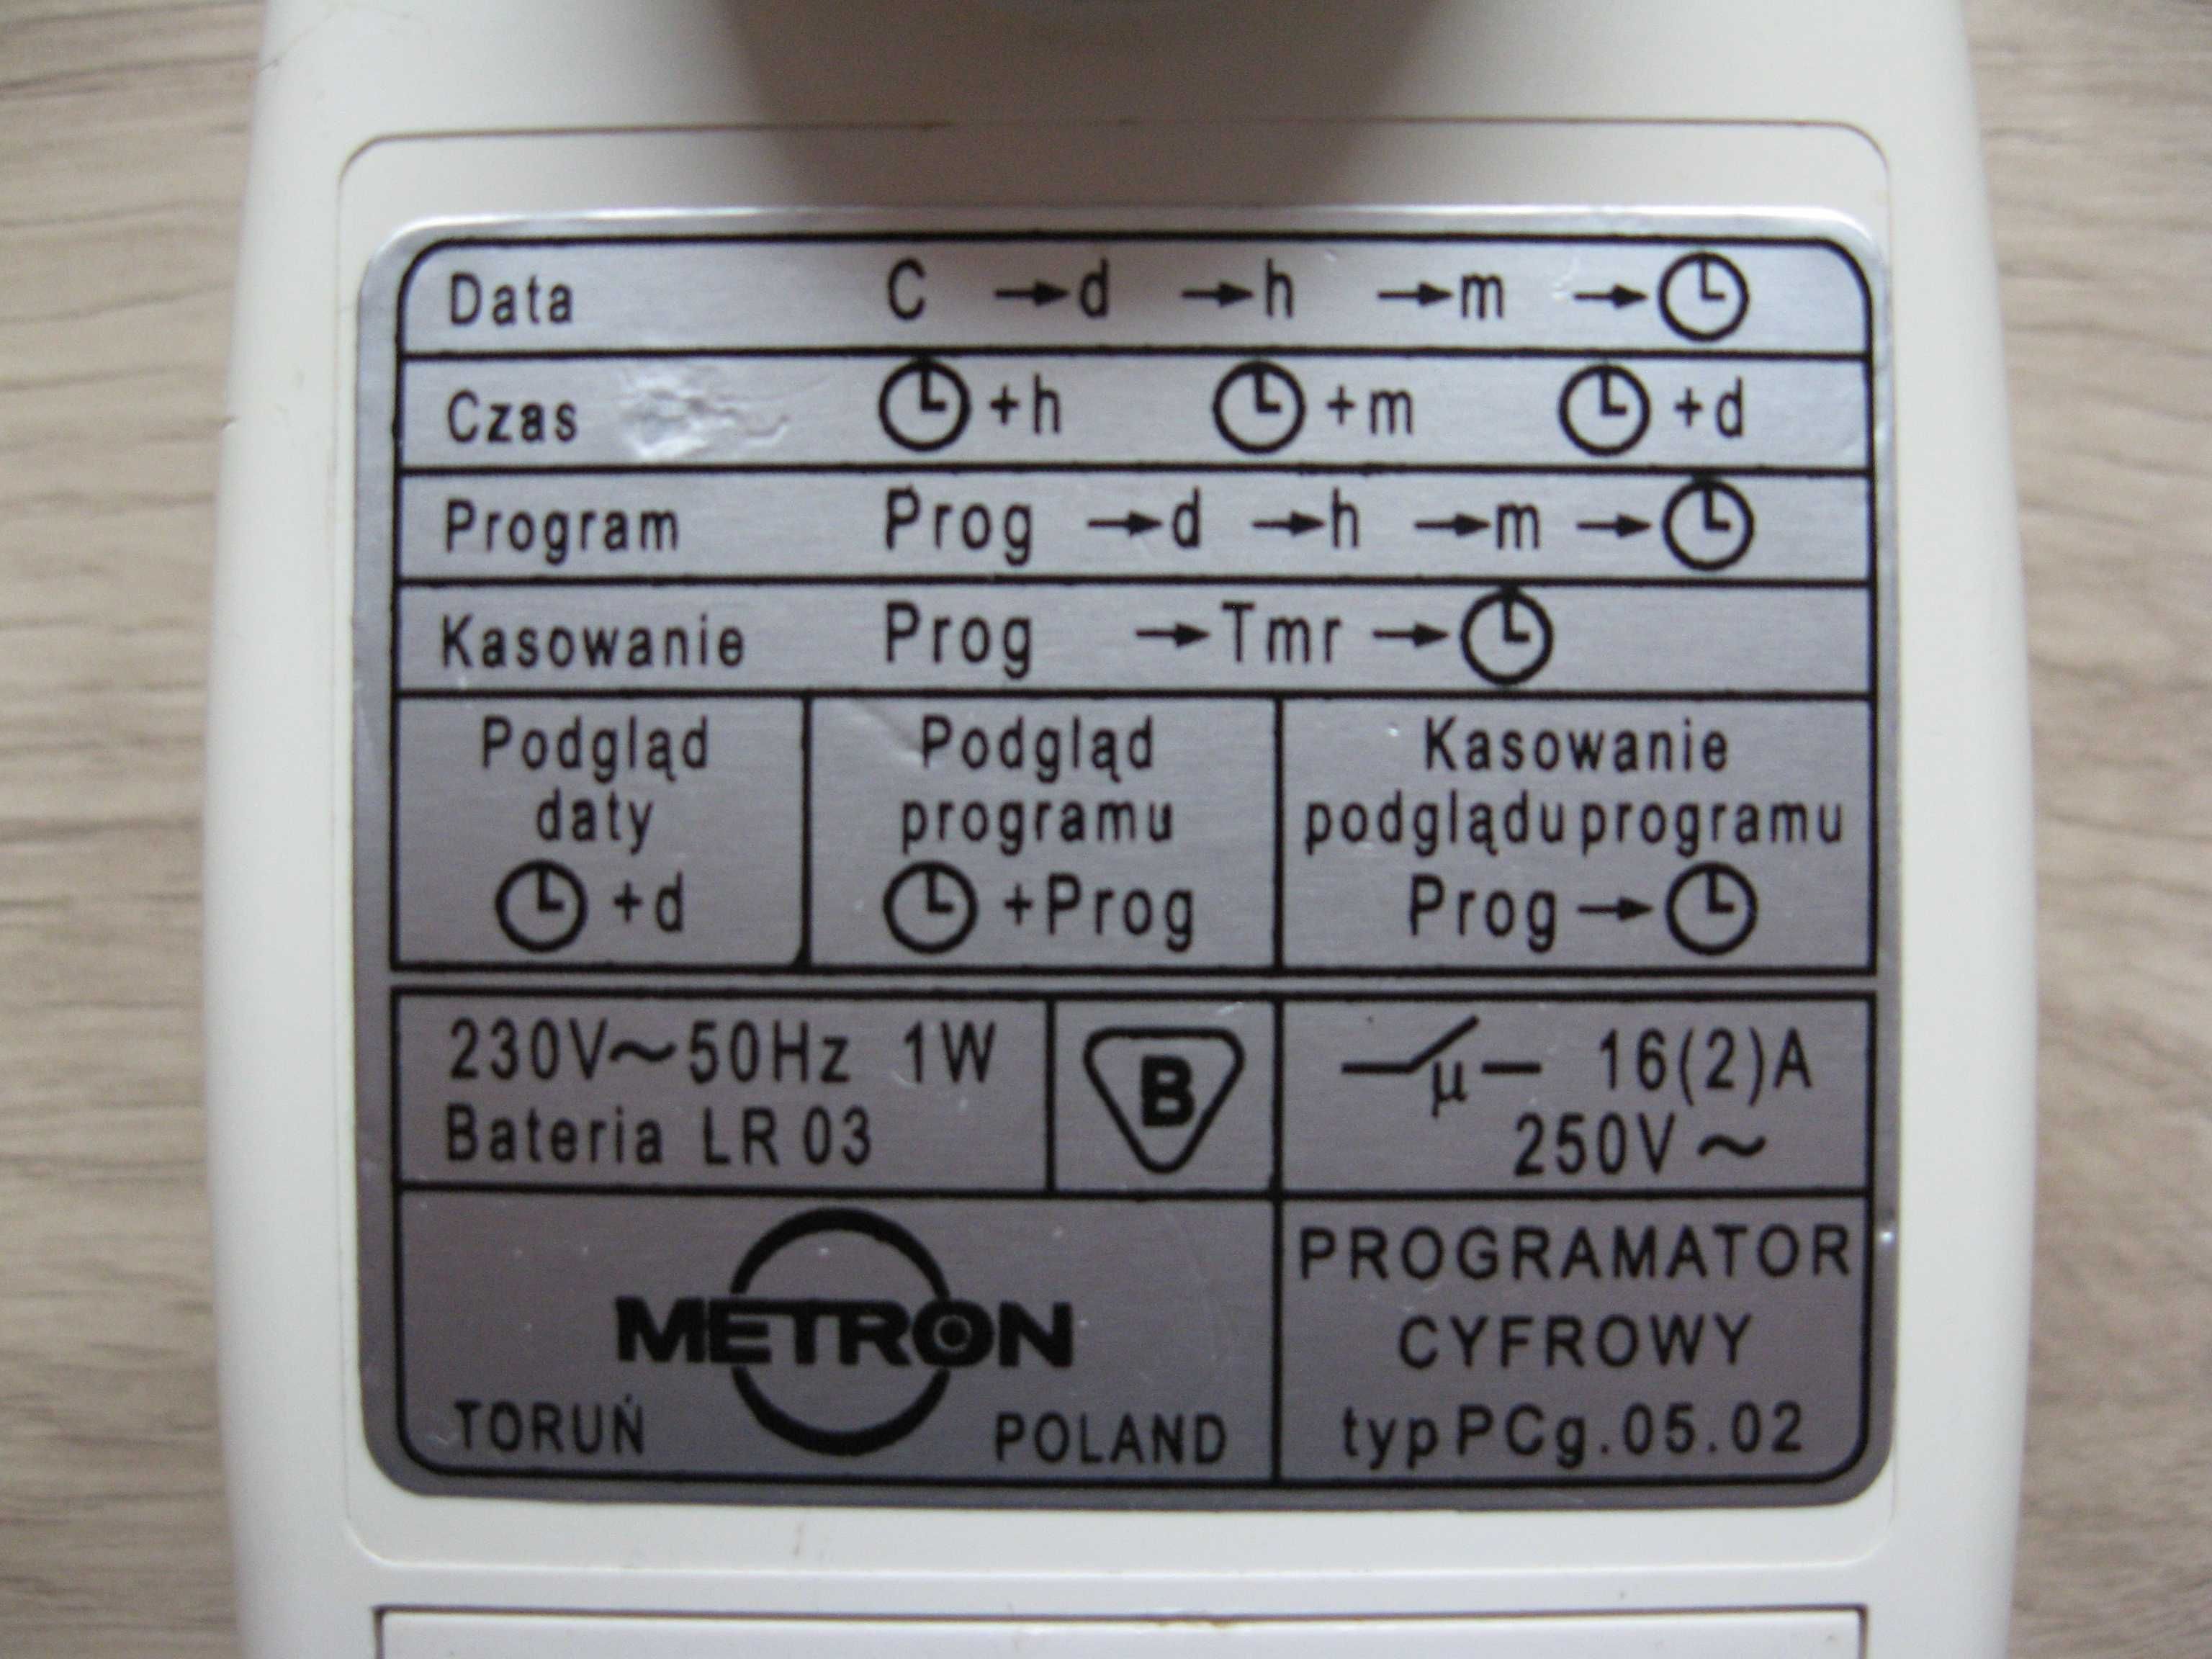 Data C →d →h →m →🕒
Czas 🕒+h 🕒+m 🕒+d
Program Prog →d →h →m →🕒
Kasowanie Prog →Tmr →🕒
Podgląd
daty
🕒+d
Podgląd
programu
🕒+Prog
Kasowanie
podglądu programu
Prog→🕒
230V~50Hz 1W
Bateria LR 03
B
µ 16(2)A
250V~
METRON
TORUŃ POLAND
PROGRAMATOR
CYFROWY
typ PCg.05.02